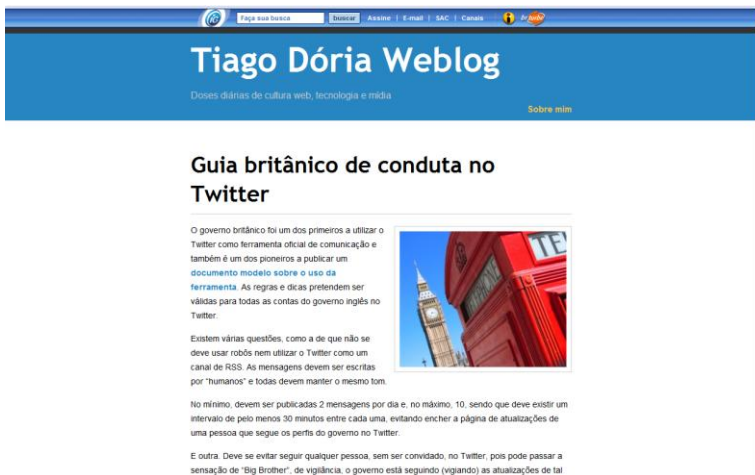 iG Faça sua busca buscar Assine | E-mail | SAC | Canais
Tiago Dória Weblog
Doses diárias de cultura web, tecnologia e mídia
Sobre mim
Guia britânico de conduta no
Twitter
O governo britânico foi um dos primeiros a utilizar o
Twitter como ferramenta oficial de comunicação e
também é um dos pioneiros a publicar um
documento modelo sobre o uso da
ferramenta. As regras e dicas pretendem ser
válidas para todas as contas do governo inglês no
Twitter.
TE
Existem várias questões, como a de que não se
deve usar robôs nem utilizar o Twitter como um
canal de RSS. As mensagens devem ser escritas
por "humanos" e todas devem manter o mesmo tom.
No mínimo, devem ser publicadas 2 mensagens por dia e, no máximo, 10, sendo que deve existir um
intervalo de pelo menos 30 minutos entre cada uma, evitando encher a página de atualizações de
uma pessoa que segue os perfis do governo no Twitter.
E outra. Deve se evitar seguir qualquer pessoa, sem ser convidado, no Twitter, pois pode passar a
sensação de "Big Brother", de vigilância, o governo está seguindo (vigiando) as atualizações de tal